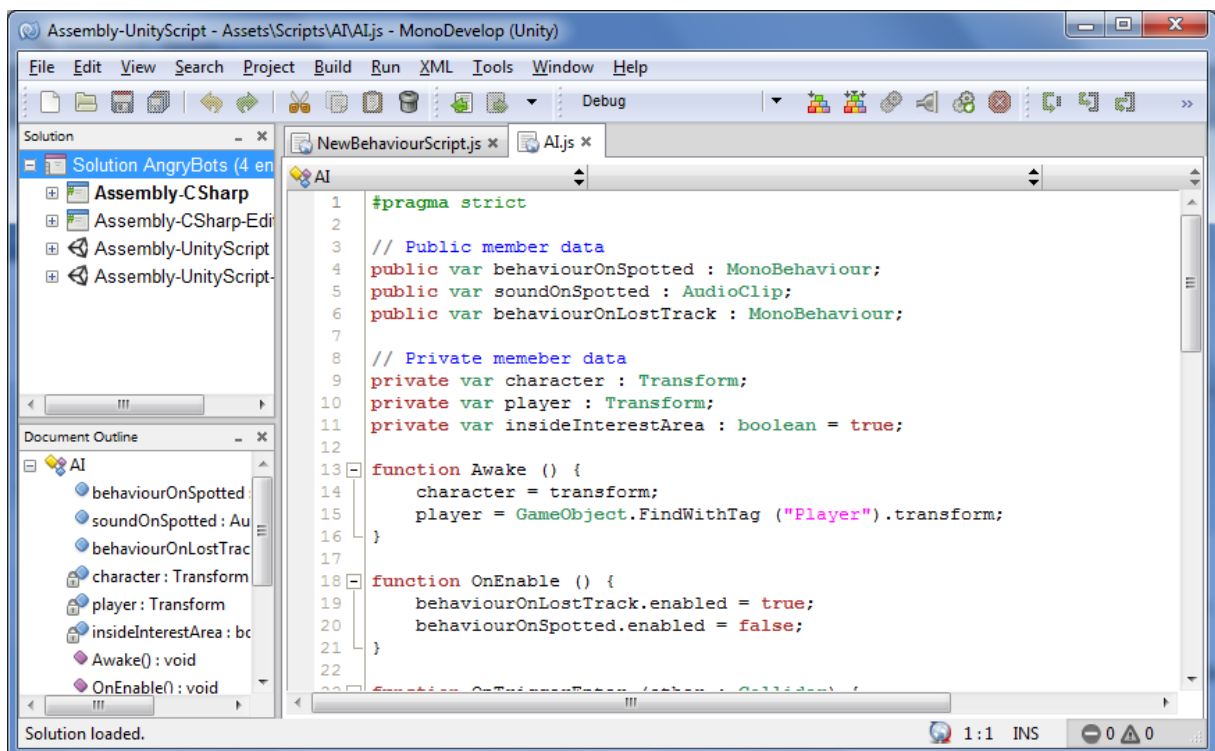 Assembly-UnityScript - Assets\Scripts\AI\AI.js - MonoDevelop (Unity)
File Edit View Search Project Build Run XML Tools Window Help
Debug
Solution
Solution AngryBots (4 en
Assembly-CSharp
Assembly-CSharp-Edi
Assembly-UnityScript
Assembly-UnityScript-
Document Outline
AI
behaviourOnSpotted :
soundOnSpotted : Au
behaviourOnLostTrac
character : Transform
player : Transform
insideInterestArea : bo
Awake() : void
OnEnable() : void
NewBehaviourScript.js AI.js
AI
1 #pragma strict
2
3 // Public member data
4 public var behaviourOnSpotted : MonoBehaviour;
5 public var soundOnSpotted : AudioClip;
6 public var behaviourOnLostTrack : MonoBehaviour;
7
8 // Private memeber data
9 private var character : Transform;
10 private var player : Transform;
11 private var insideInterestArea : boolean = true;
12
13 function Awake () {
14 character = transform;
15 player = GameObject.FindWithTag ("Player").transform;
16 }
17
18 function OnEnable () {
19 behaviourOnLostTrack.enabled = true;
20 behaviourOnSpotted.enabled = false;
21 }
22
23 function OnTriggerEnter (other : Collider) {
Solution loaded.
1:1 INS 0 0